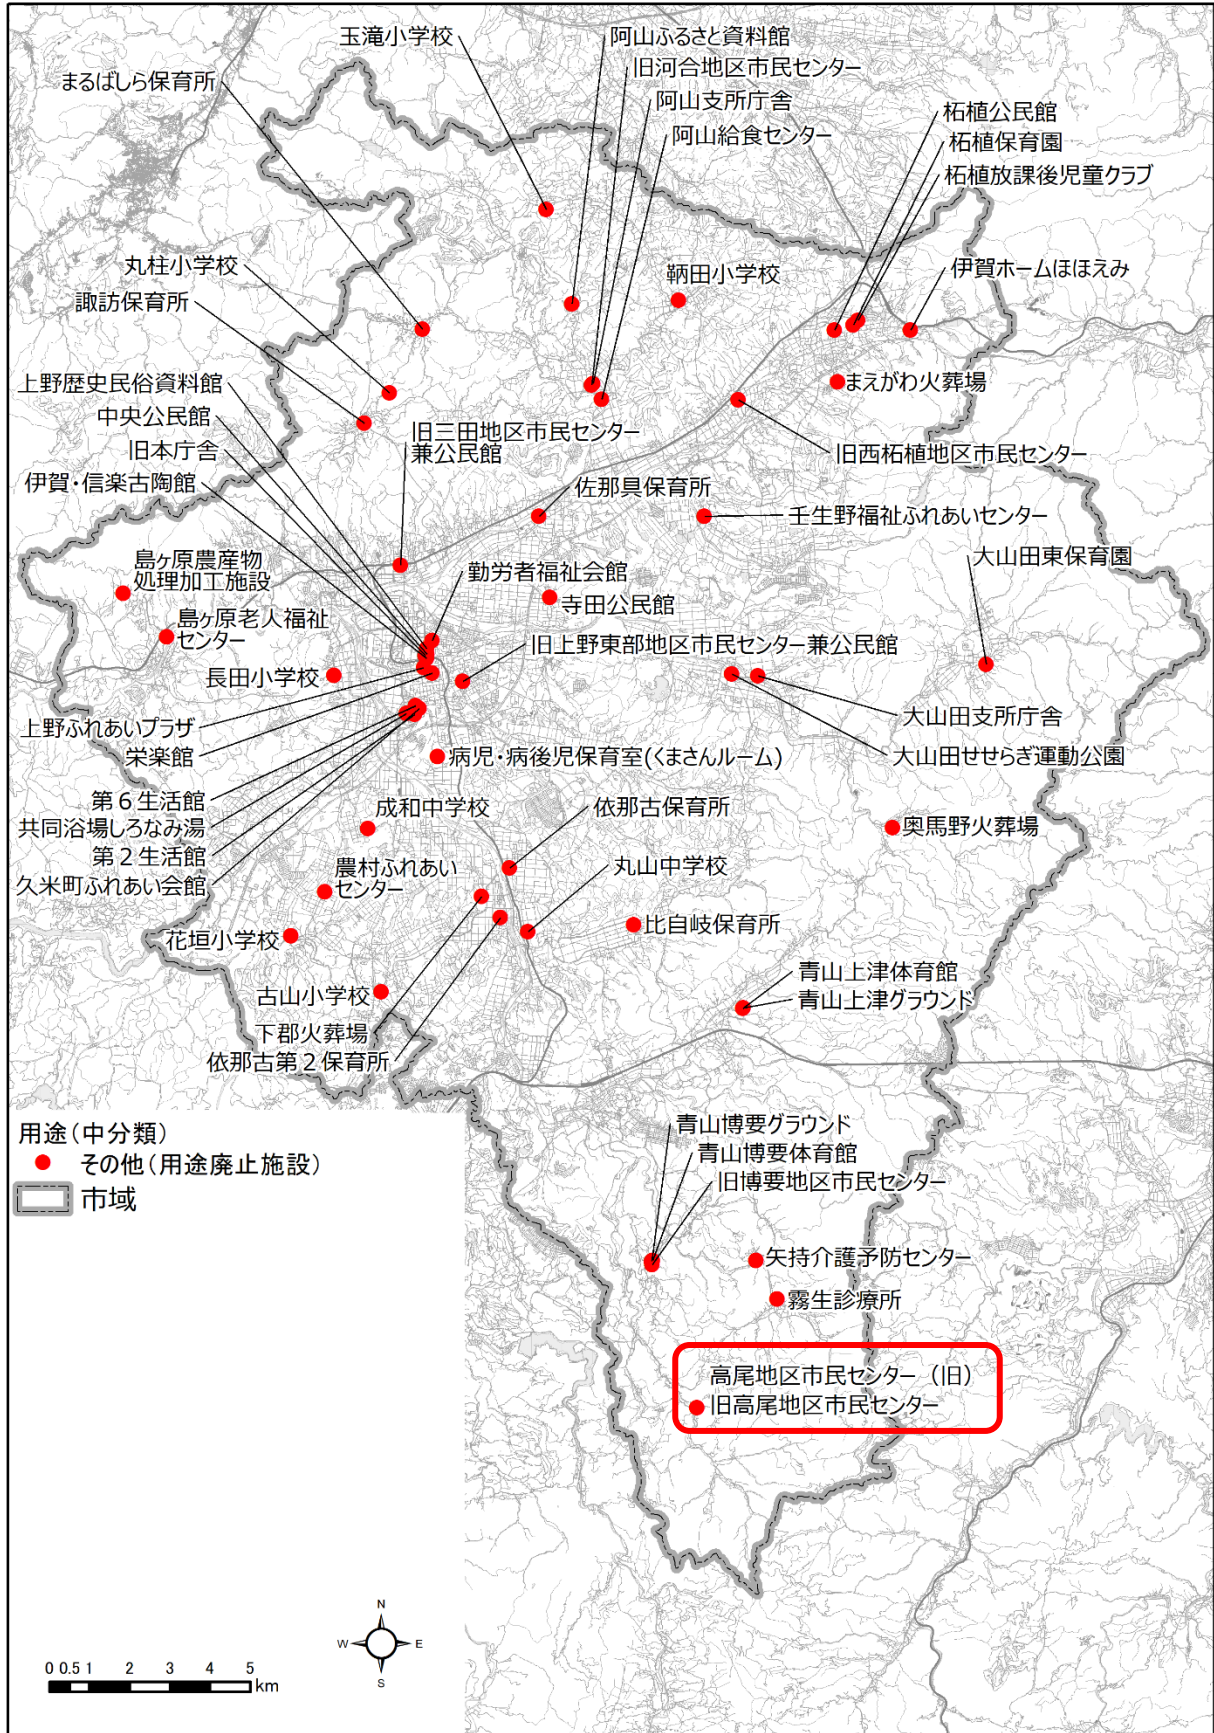 玉滝小学校
阿山ふるさと資料館
旧河合地区市民センター
まるばしら保育所
阿山支所庁舎
阿山給食センター
柘植公民館
柘植保育園
柘植放課後児童クラブ
丸柱小学校
諏訪保育所
鞆田小学校
伊賀ホームほほえみ
上野歴史民俗資料館
中央公民館
旧本庁舎
伊賀・信楽古陶館
まえがわ火葬場
旧三田地区市民センター
兼公民館
旧西柘植地区市民センター
佐那具保育所
壬生野福祉ふれあいセンター
島ヶ原農産物
処理加工施設
勤労者福祉会館
大山田東保育園
寺田公民館
島ヶ原老人福祉
センター
旧上野東部地区市民センター兼公民館
長田小学校
上野ふれあいプラザ
栄楽館
大山田支所庁舎
大山田せせらぎ運動公園
病児・病後児保育室(くまさんルーム)
第６生活館
共同浴場しろなみ湯
第２生活館
久米町ふれあい会館
成和中学校
依那古保育所
奥馬野火葬場
農村ふれあい
センター
丸山中学校
花垣小学校
比自岐保育所
古山小学校
青山上津体育館
青山上津グラウンド
下郡火葬場
依那古第２保育所
用途(中分類)
その他(用途廃止施設)
市域
青山博要グラウンド
青山博要体育館
旧博要地区市民センター
矢持介護予防センター
霧生診療所
高尾地区市民センター（旧）
旧高尾地区市民センター
N
W E
S
0 0.5 1 2 3 4 5
km